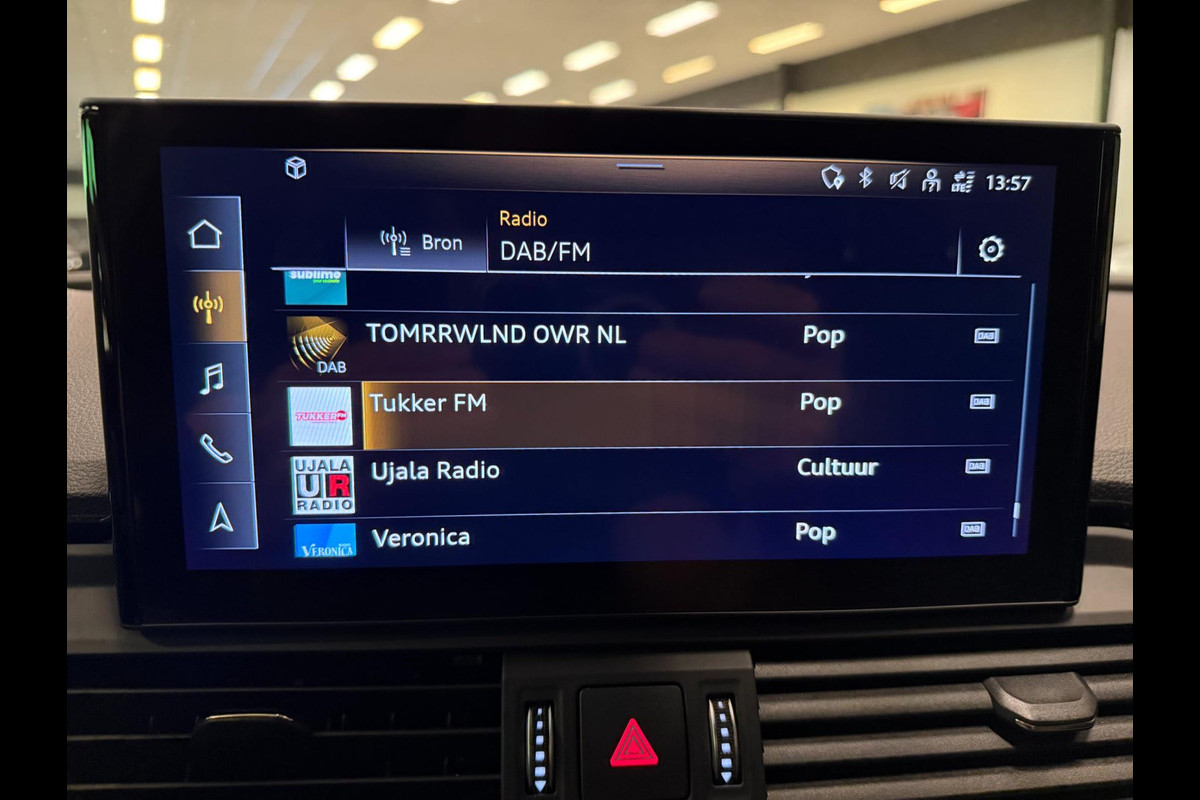 LTE 13:57
Radio
Bron
DAB/FM
sublime
TOMRRWLND OWR NL Pop DAB
DAB
Tukker FM Pop DAB
TUKKER FM
UJALA
UR
RADIO
Ujala Radio Cultuur DAB
Veronica Pop DAB
VERONICA